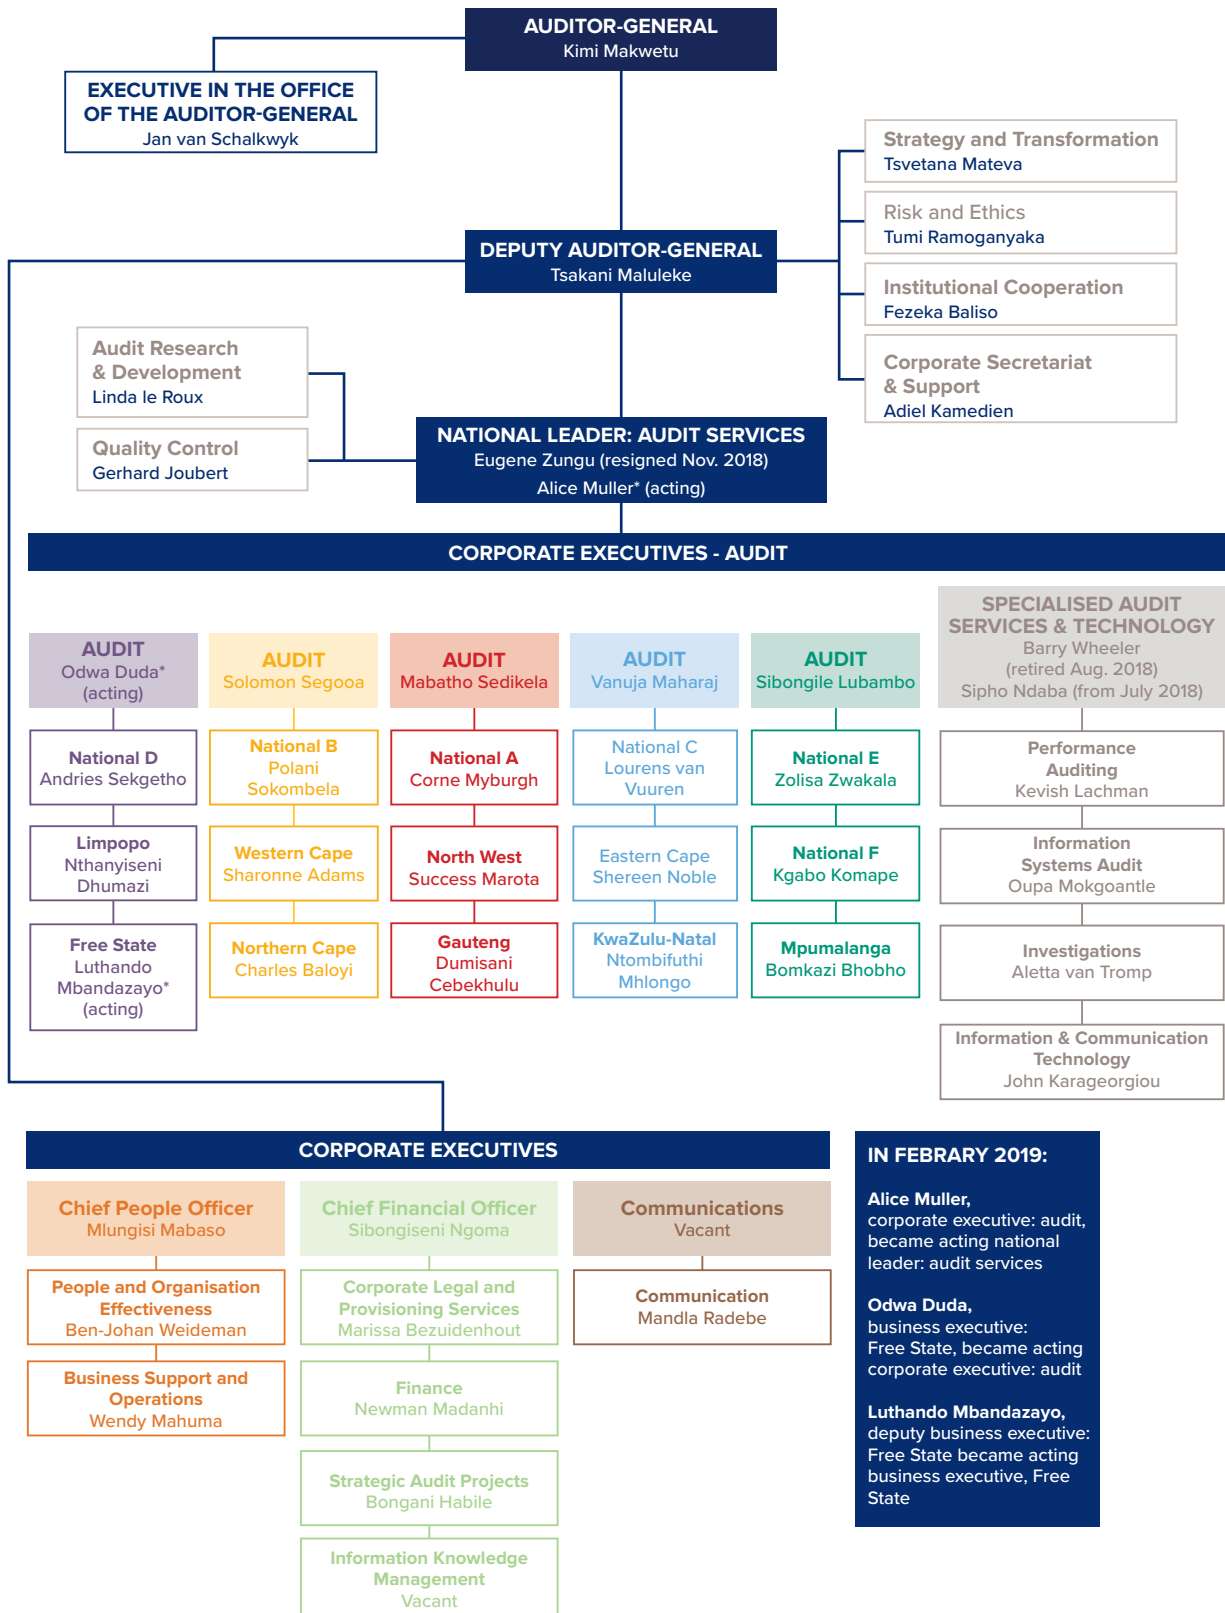 AUDITOR-GENERAL
Kimi Makwetu
EXECUTIVE IN THE OFFICE
OF THE AUDITOR-GENERAL
Jan van Schalkwyk
Strategy and Transformation
Tsvetana Mateva
Risk and Ethics
Tumi Ramoganyaka
Institutional Cooperation
Fezeka Baliso
Corporate Secretariat
& Support
Adiel Kamedien
DEPUTY AUDITOR-GENERAL
Tsakani Maluleke
Audit Research
& Development
Linda le Roux
Quality Control
Gerhard Joubert
NATIONAL LEADER: AUDIT SERVICES
Eugene Zungu (resigned Nov. 2018)
Alice Muller* (acting)
CORPORATE EXECUTIVES - AUDIT
AUDIT
Odwa Duda*
(acting)
National D
Andries Sekgetho
Limpopo
Nthanyiseni
Dhumazi
Free State
Luthando
Mbandazayo*
(acting)
AUDIT
Solomon Segooa
National B
Polani
Sokombela
Western Cape
Sharonne Adams
Northern Cape
Charles Baloyi
AUDIT
Mabatho Sedikela
National A
Corne Myburgh
North West
Success Marota
Gauteng
Dumisani
Cebekhulu
AUDIT
Vanuja Maharaj
National C
Lourens van
Vuuren
Eastern Cape
Shereen Noble
KwaZulu-Natal
Ntombifuthi
Mhlongo
AUDIT
Sibongile Lubambo
National E
Zolisa Zwakala
National F
Kgabo Komape
Mpumalanga
Bomkazi Bhobho
SPECIALISED AUDIT
SERVICES & TECHNOLOGY
Barry Wheeler
(retired Aug. 2018)
Sipho Ndaba (from July 2018)
Performance
Auditing
Kevish Lachman
Information
Systems Audit
Oupa Mokgoantle
Investigations
Aletta van Tromp
Information & Communication
Technology
John Karageorgiou
CORPORATE EXECUTIVES
Chief People Officer
Mlungisi Mabaso
People and Organisation
Effectiveness
Ben-Johan Weideman
Business Support and
Operations
Wendy Mahuma
Chief Financial Officer
Sibongiseni Ngoma
Corporate Legal and
Provisioning Services
Marissa Bezuidenhout
Finance
Newman Madanhi
Strategic Audit Projects
Bongani Habile
Information Knowledge
Management
Vacant
Communications
Vacant
Communication
Mandla Radebe
IN FEBRARY 2019:
Alice Muller,
corporate executive: audit,
became acting national
leader: audit services
Odwa Duda,
business executive:
Free State, became acting
corporate executive: audit
Luthando Mbandazayo,
deputy business executive:
Free State became acting
business executive, Free
State